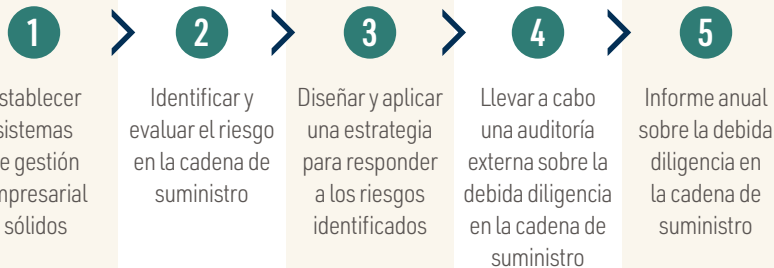 1
stablecer
sistemas
e gestión
mpresarial
sólidos
2
Identificar y
evaluar el riesgo
en la cadena de
suministro
3
Diseñar y aplicar
una estrategia
para responder
a los riesgos
identificados
4
Llevar a cabo
una auditoría
externa sobre la
debida diligencia
en la cadena de
suministro
5
Informe anual
sobre la debida
diligencia en
la cadena de
suministro